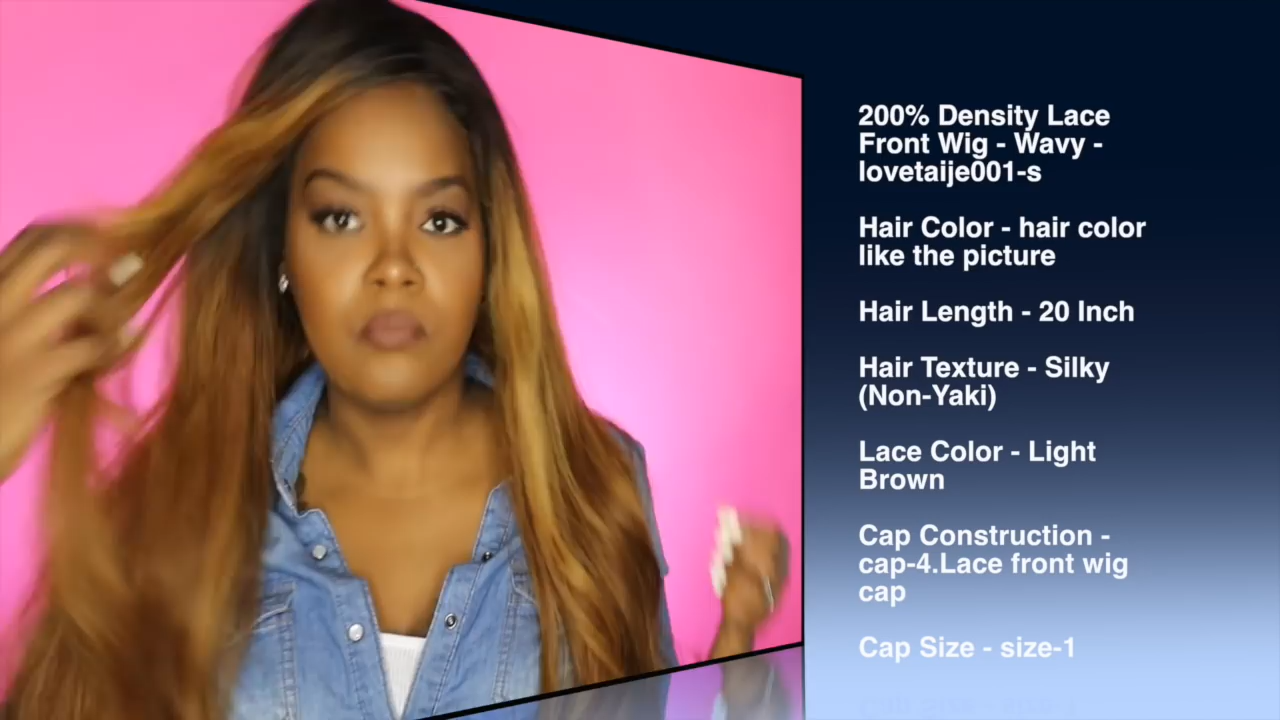 200% Density Lace
Front Wig - Wavy -
lovetaije001-s
Hair Color - hair color
like the picture
Hair Length - 20 Inch
Hair Texture - Silky
(Non-Yaki)
Lace Color - Light
Brown
Cap Construction -
cap-4.Lace front wig
cap
Cap Size - size-1